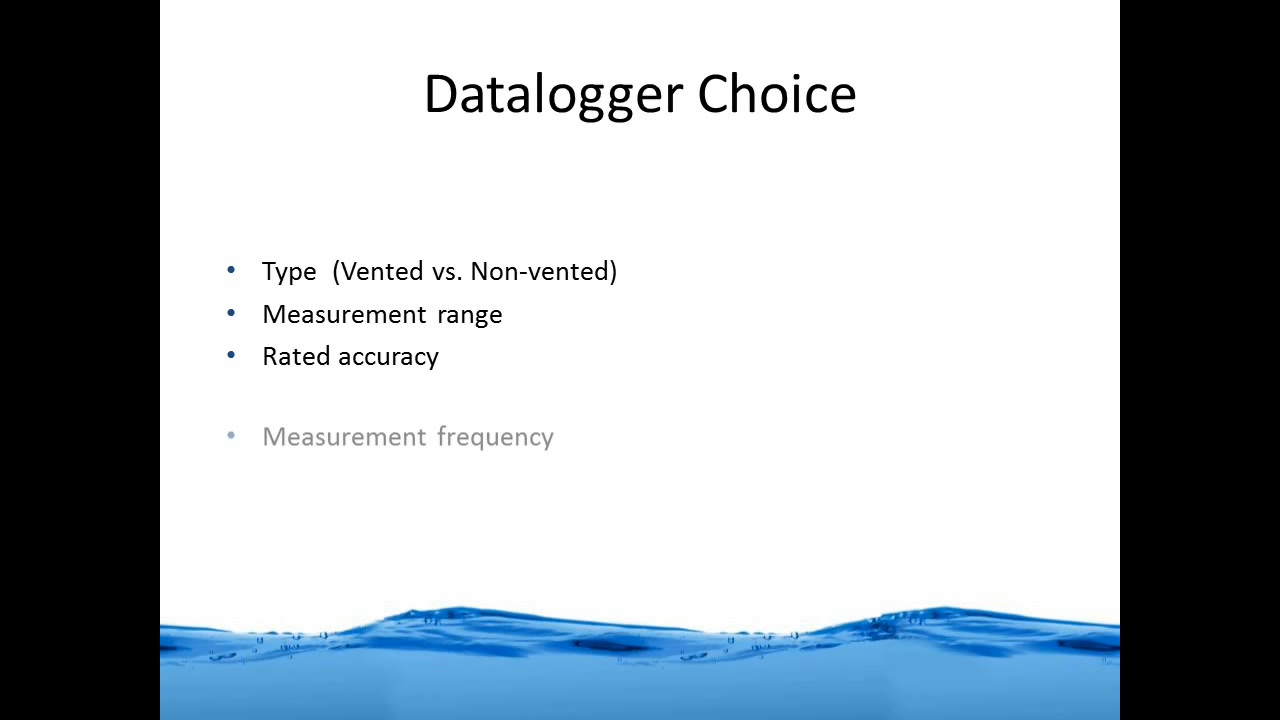 Datalogger Choice
• Type (Vented vs. Non-vented)
• Measurement range
• Rated accuracy
• Measurement frequency